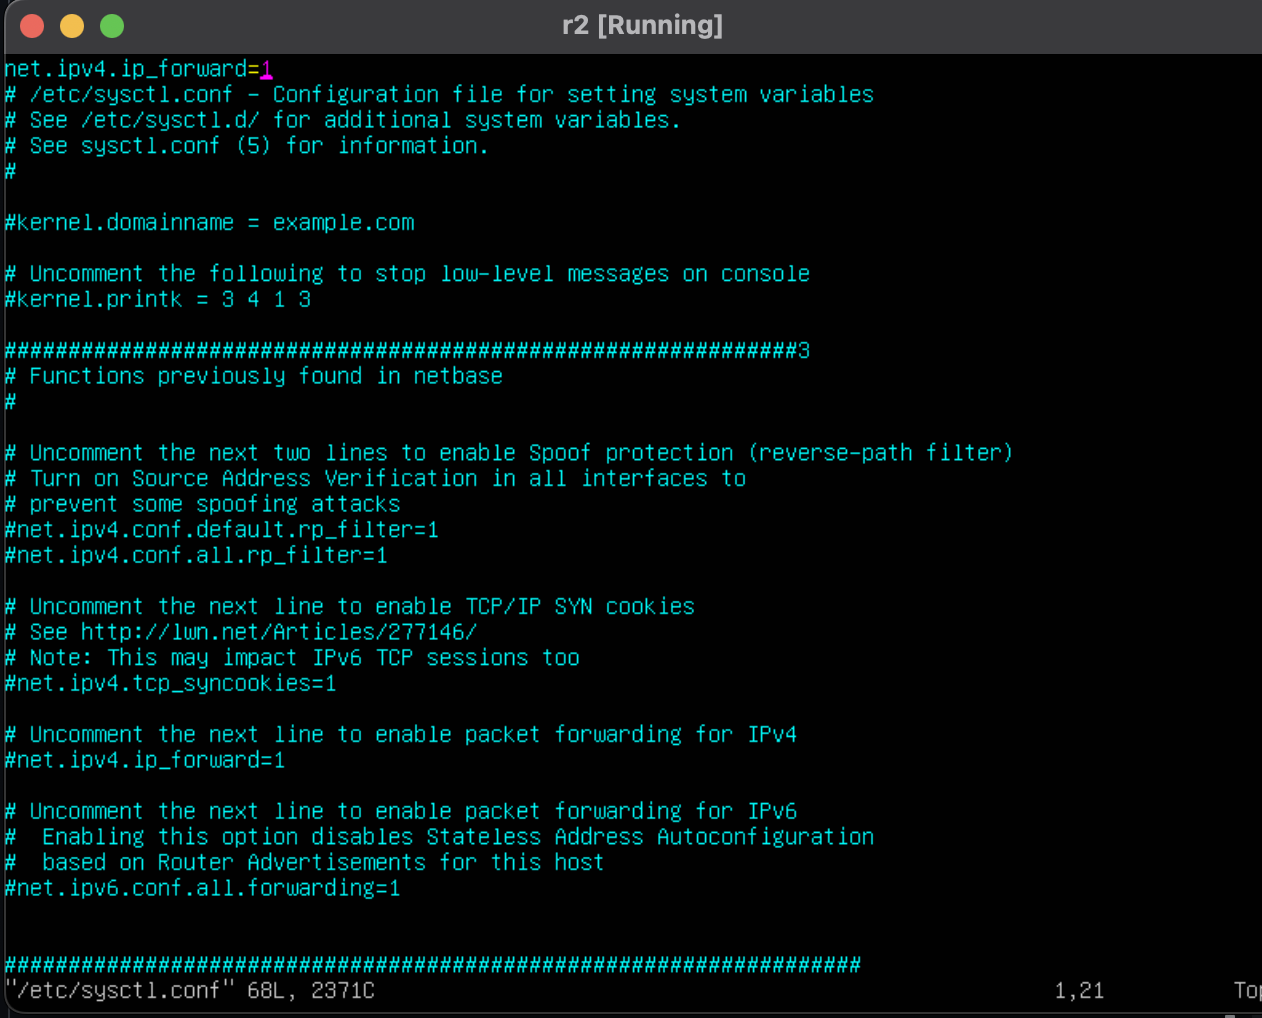 r2 [Running]
net.ipv4.ip_forward=1
# /etc/sysctl.conf - Configuration file for setting system variables
# See /etc/sysctl.d/ for additional system variables.
# See sysctl.conf (5) for information.
#
#kernel.domainname = example.com
# Uncomment the following to stop low-level messages on console
#kernel.printk = 3 4 1 3
##############################################################3
# Functions previously found in netbase
#
# Uncomment the next two lines to enable Spoof protection (reverse-path filter)
# Turn on Source Address Verification in all interfaces to
# prevent some spoofing attacks
#net.ipv4.conf.default.rp_filter=1
#net.ipv4.conf.all.rp_filter=1
# Uncomment the next line to enable TCP/IP SYN cookies
# See http://lwn.net/Articles/277146/
# Note: This may impact IPv6 TCP sessions too
#net.ipv4.tcp_syncookies=1
# Uncomment the next line to enable packet forwarding for IPv4
#net.ipv4.ip_forward=1
# Uncomment the next line to enable packet forwarding for IPv6
#  Enabling this option disables Stateless Address Autoconfiguration
#  based on Router Advertisements for this host
#net.ipv6.conf.all.forwarding=1
###################################################################
"/etc/sysctl.conf" 68L, 2371C 1,21 Top